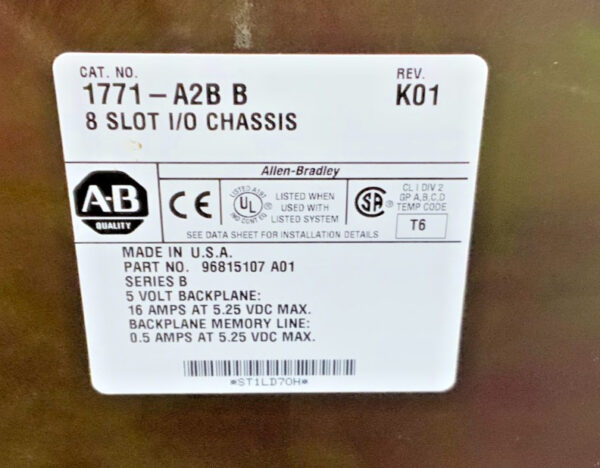 CAT. NO.
1771-A2B B
8 SLOT I/O CHASSIS
REV.
K01
Allen-Bradley
A-B
QUALITY
CE
UL
LISTED WHEN
USED WITH
LISTED SYSTEM
SA
CL I DIV 2
GP A,B,C,D
TEMP CODE
T6
SEE DATA SHEET FOR INSTALLATION DETAILS
MADE IN U.S.A.
PART NO. 96815107 A01
SERIES B
5 VOLT BACKPLANE:
16 AMPS AT 5.25 VDC MAX.
BACKPLANE MEMORY LINE:
0.5 AMPS AT 5.25 VDC MAX.
*ST1LD70H*